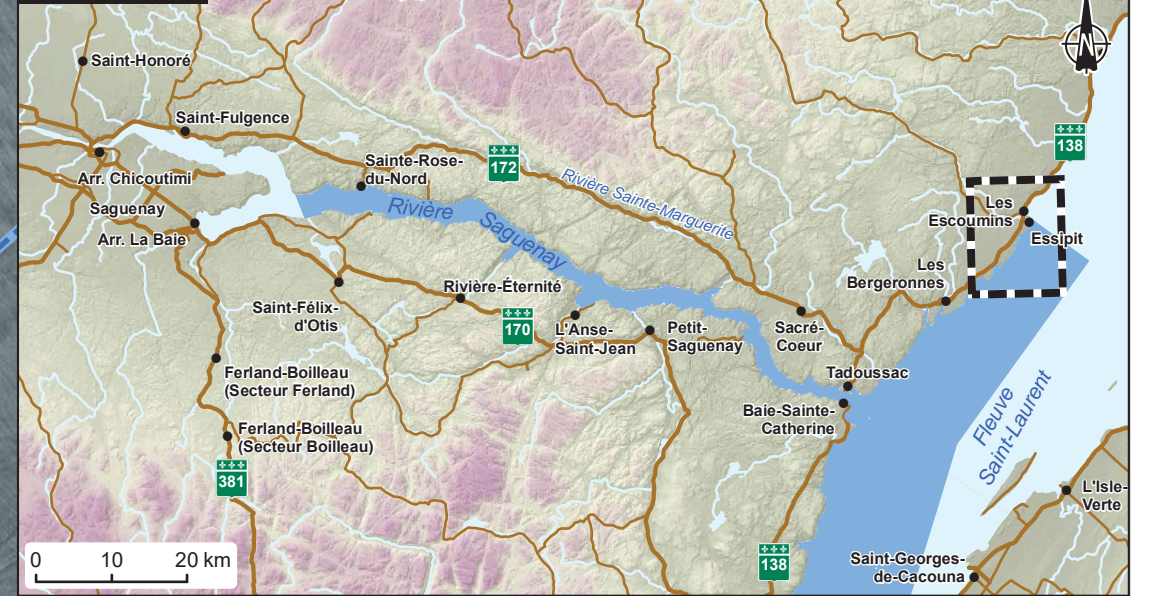 N
Saint-Honoré
Saint-Fulgence
138
Arr. Chicoutimi
Sainte-Rose-
du-Nord
172
Rivière Sainte-Marguerite
Saguenay
Arr. La Baie
Rivière Saguenay
Les
Escoumins
Essipit
Les
Bergeronnes
Saint-Félix-
d'Otis
Rivière-Éternité
170
L'Anse-
Saint-Jean
Petit-
Saguenay
Sacré-
Coeur
Ferland-Boilleau
(Secteur Ferland)
Tadoussac
Baie-Sainte-
Catherine
Ferland-Boilleau
(Secteur Boilleau)
381
Fleuve
Saint-Laurent
L'Isle-
Verte
138
Saint-Georges-
de-Cacouna
0 10 20 km